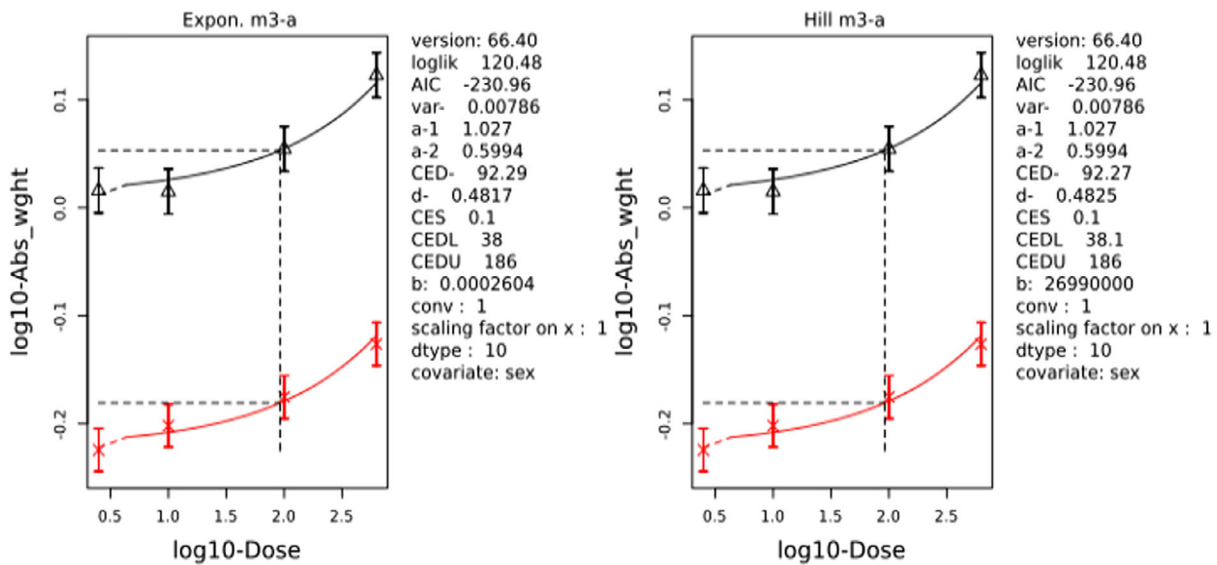 Expon. m3-a
log10-Abs_wght
0.1
0.0
-0.1
-0.2
0.5 1.0 1.5 2.0 2.5
log10-Dose
version: 66.40
loglik 120.48
AIC -230.96
var- 0.00786
a-1 1.027
a-2 0.5994
CED- 92.29
d- 0.4817
CES 0.1
CEDL 38
CEDU 186
b: 0.0002604
conv : 1
scaling factor on x : 1
dtype : 10
covariate: sex
Hill m3-a
log10-Abs_wght
0.1
0.0
-0.1
-0.2
0.5 1.0 1.5 2.0 2.5
log10-Dose
version: 66.40
loglik 120.48
AIC -230.96
var- 0.00786
a-1 1.027
a-2 0.5994
CED- 92.27
d- 0.4825
CES 0.1
CEDL 38.1
CEDU 186
b: 26990000
conv : 1
scaling factor on x : 1
dtype : 10
covariate: sex